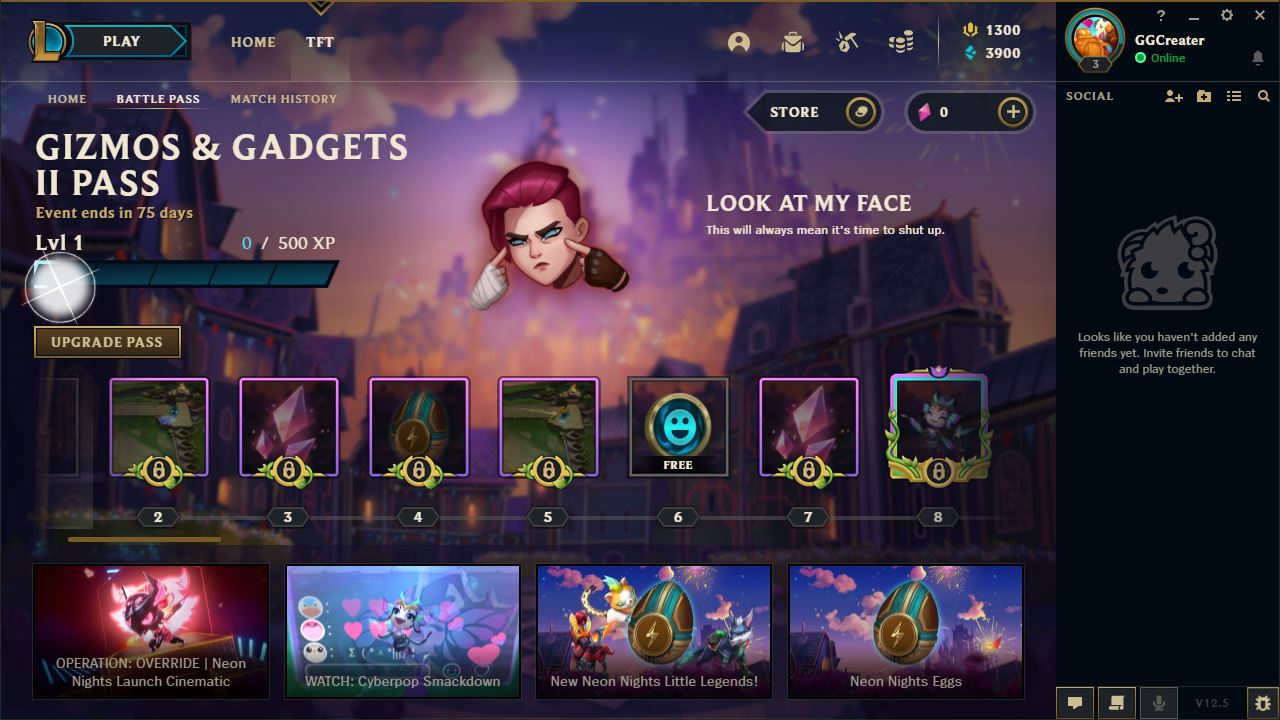 PLAY
HOME
TFT
1300
3900
?
GGCreater
3
Online
HOME
BATTLE PASS
MATCH HISTORY
STORE
0
SOCIAL
GIZMOS & GADGETS
II PASS
Event ends in 75 days
Lvl 1
0 / 500 XP
UPGRADE PASS
LOOK AT MY FACE
This will always mean it's time to shut up.
Looks like you haven't added any
friends yet. Invite friends to chat
and play together.
FREE
2
3
4
5
6
7
8
OPERATION: OVERRIDE | Neon
Nights Launch Cinematic
WATCH: Cyberpop Smackdown
New Neon Nights Little Legends!
Neon Nights Eggs
V12.5